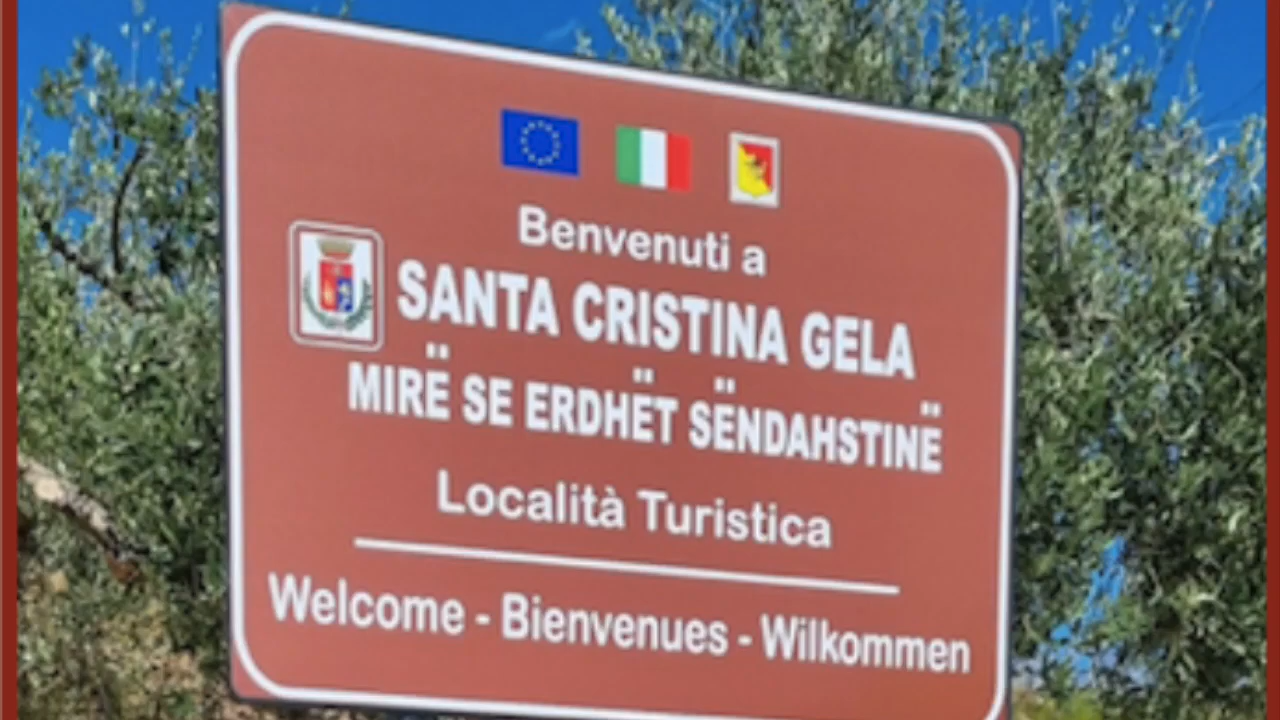 Benvenuti a
SANTA CRISTINA GELA
MIRË SE ERDHËT SËNDAHSTINË
Località Turistica
Welcome - Bienvenues - Wilkommen